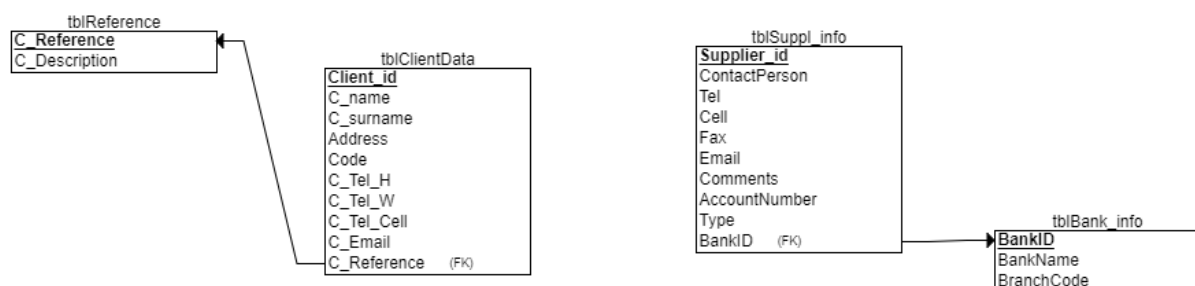 tblReference
C_Reference
C_Description
tblClientData
Client_id
C_name
C_surname
Address
Code
C_Tel_H
C_Tel_W
C_Tel_Cell
C_Email
C_Reference (FK)
tblSuppl_info
Supplier_id
ContactPerson
Tel
Cell
Fax
Email
Comments
AccountNumber
Type
BankID (FK)
tblBank_info
BankID
BankName
BranchCode